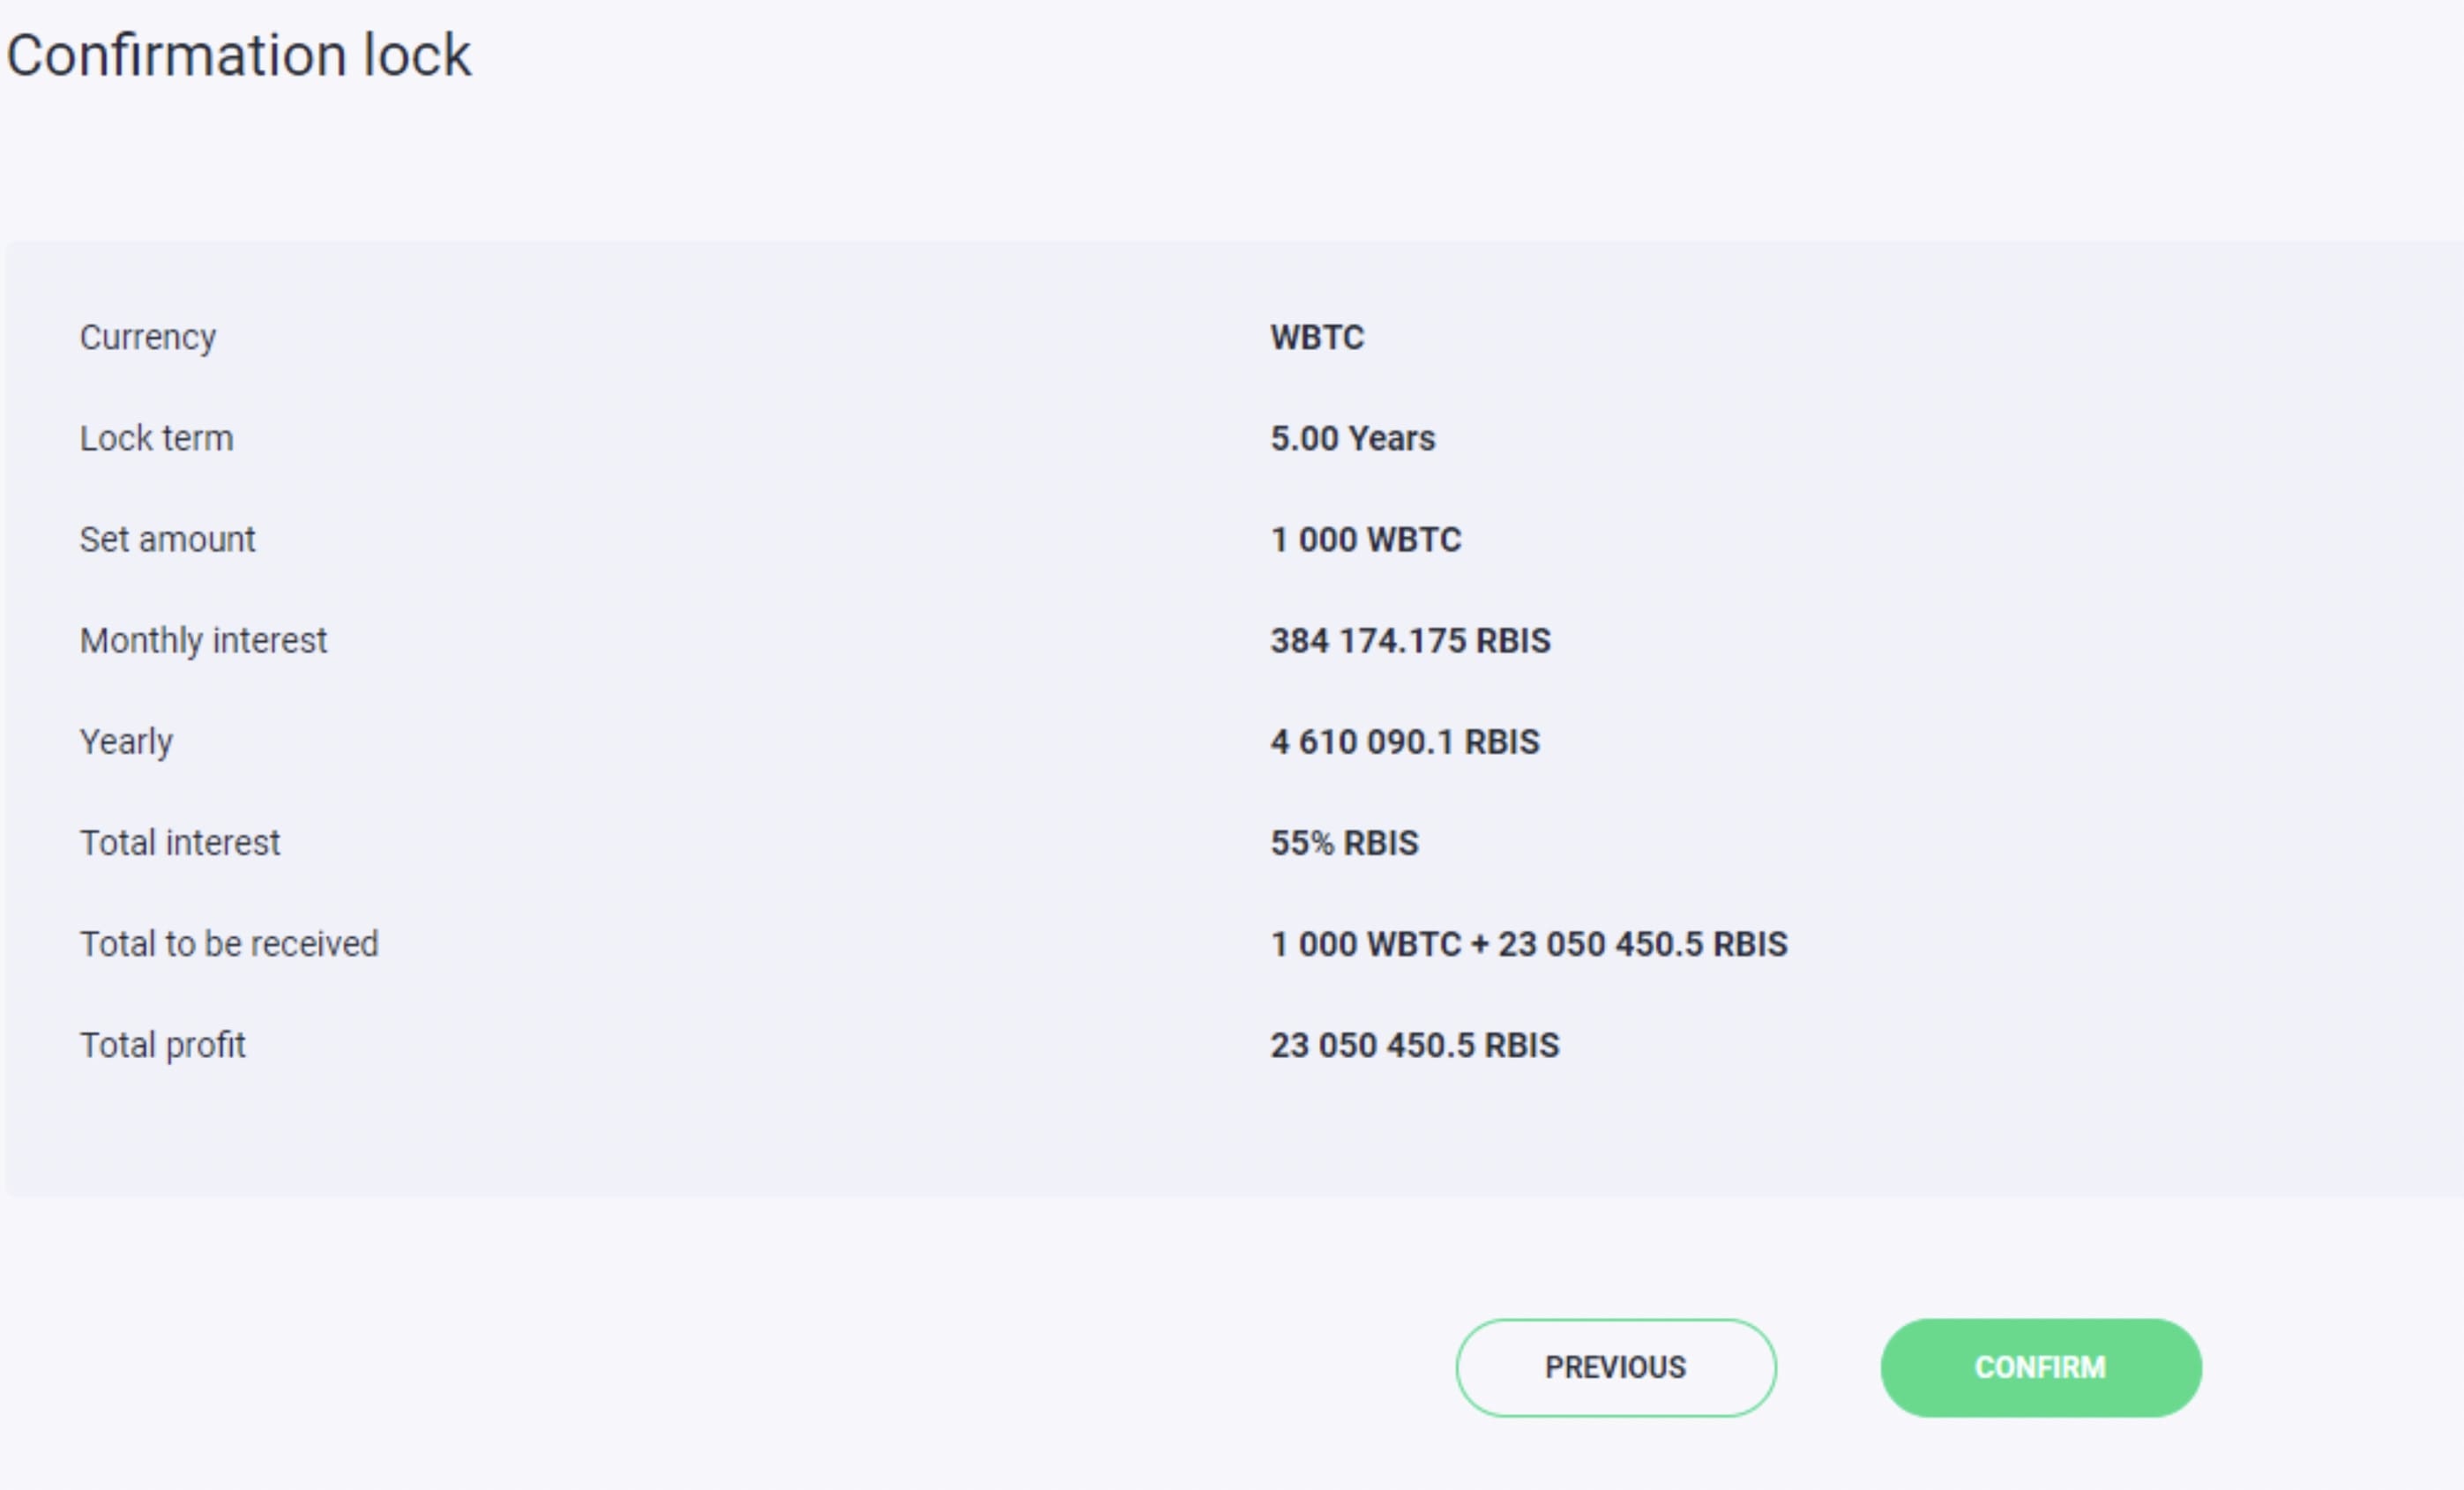 Confirmation lock
Currency WBTC
Lock term 5.00 Years
Set amount 1 000 WBTC
Monthly interest 384 174.175 RBIS
Yearly 4 610 090.1 RBIS
Total interest 55% RBIS
Total to be received 1 000 WBTC + 23 050 450.5 RBIS
Total profit 23 050 450.5 RBIS
PREVIOUS CONFIRM